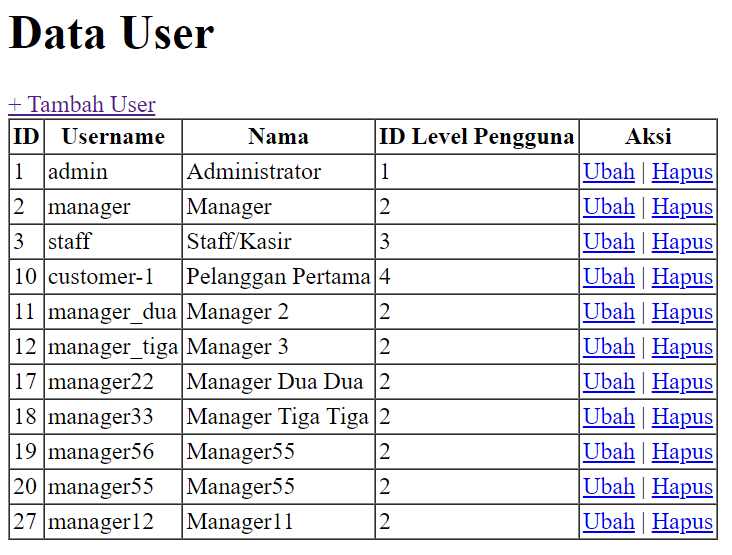 Data User
+ Tambah User
ID Username Nama ID Level Pengguna Aksi
1 admin Administrator 1 Ubah | Hapus
2 manager Manager 2 Ubah | Hapus
3 staff Staff/Kasir 3 Ubah | Hapus
10 customer-1 Pelanggan Pertama 4 Ubah | Hapus
11 manager_dua Manager 2 2 Ubah | Hapus
12 manager_tiga Manager 3 2 Ubah | Hapus
17 manager22 Manager Dua Dua 2 Ubah | Hapus
18 manager33 Manager Tiga Tiga 2 Ubah | Hapus
19 manager56 Manager55 2 Ubah | Hapus
20 manager55 Manager55 2 Ubah | Hapus
27 manager12 Manager11 2 Ubah | Hapus